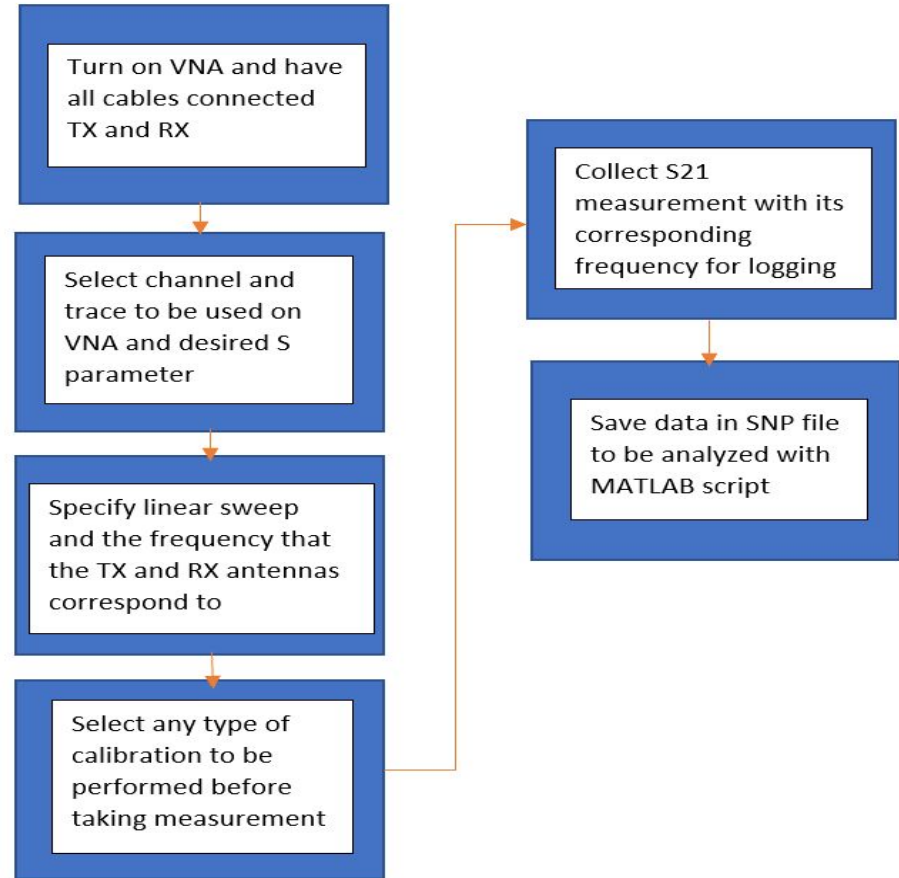 Turn on VNA and have
all cables connected
TX and RX
Select channel and
trace to be used on
VNA and desired S
parameter
Specify linear sweep
and the frequency that
the TX and RX antennas
correspond to
Select any type of
calibration to be
performed before
taking measurement
Collect S21
measurement with its
corresponding
frequency for logging
Save data in SNP file
to be analyzed with
MATLAB script